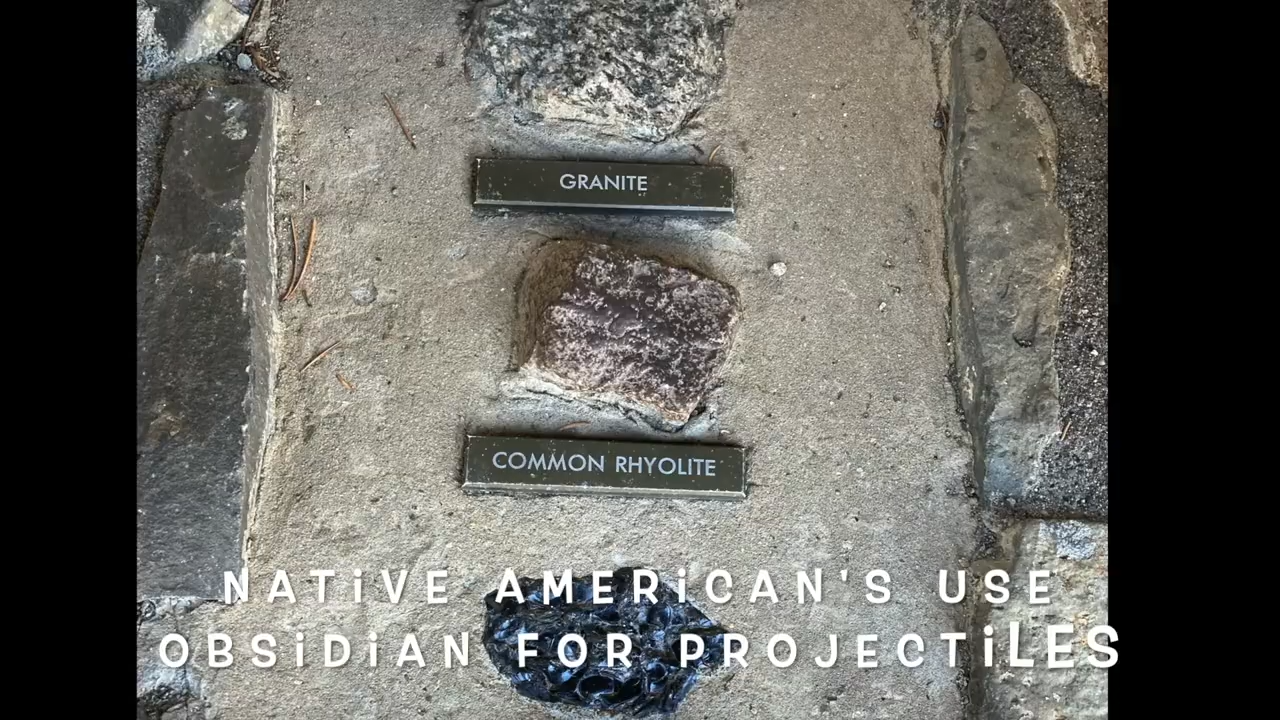 GRANITE
COMMON RHYOLITE
NATiVE AMERiCAN'S USE
OBSiDiAN FOR PROJECTiLES